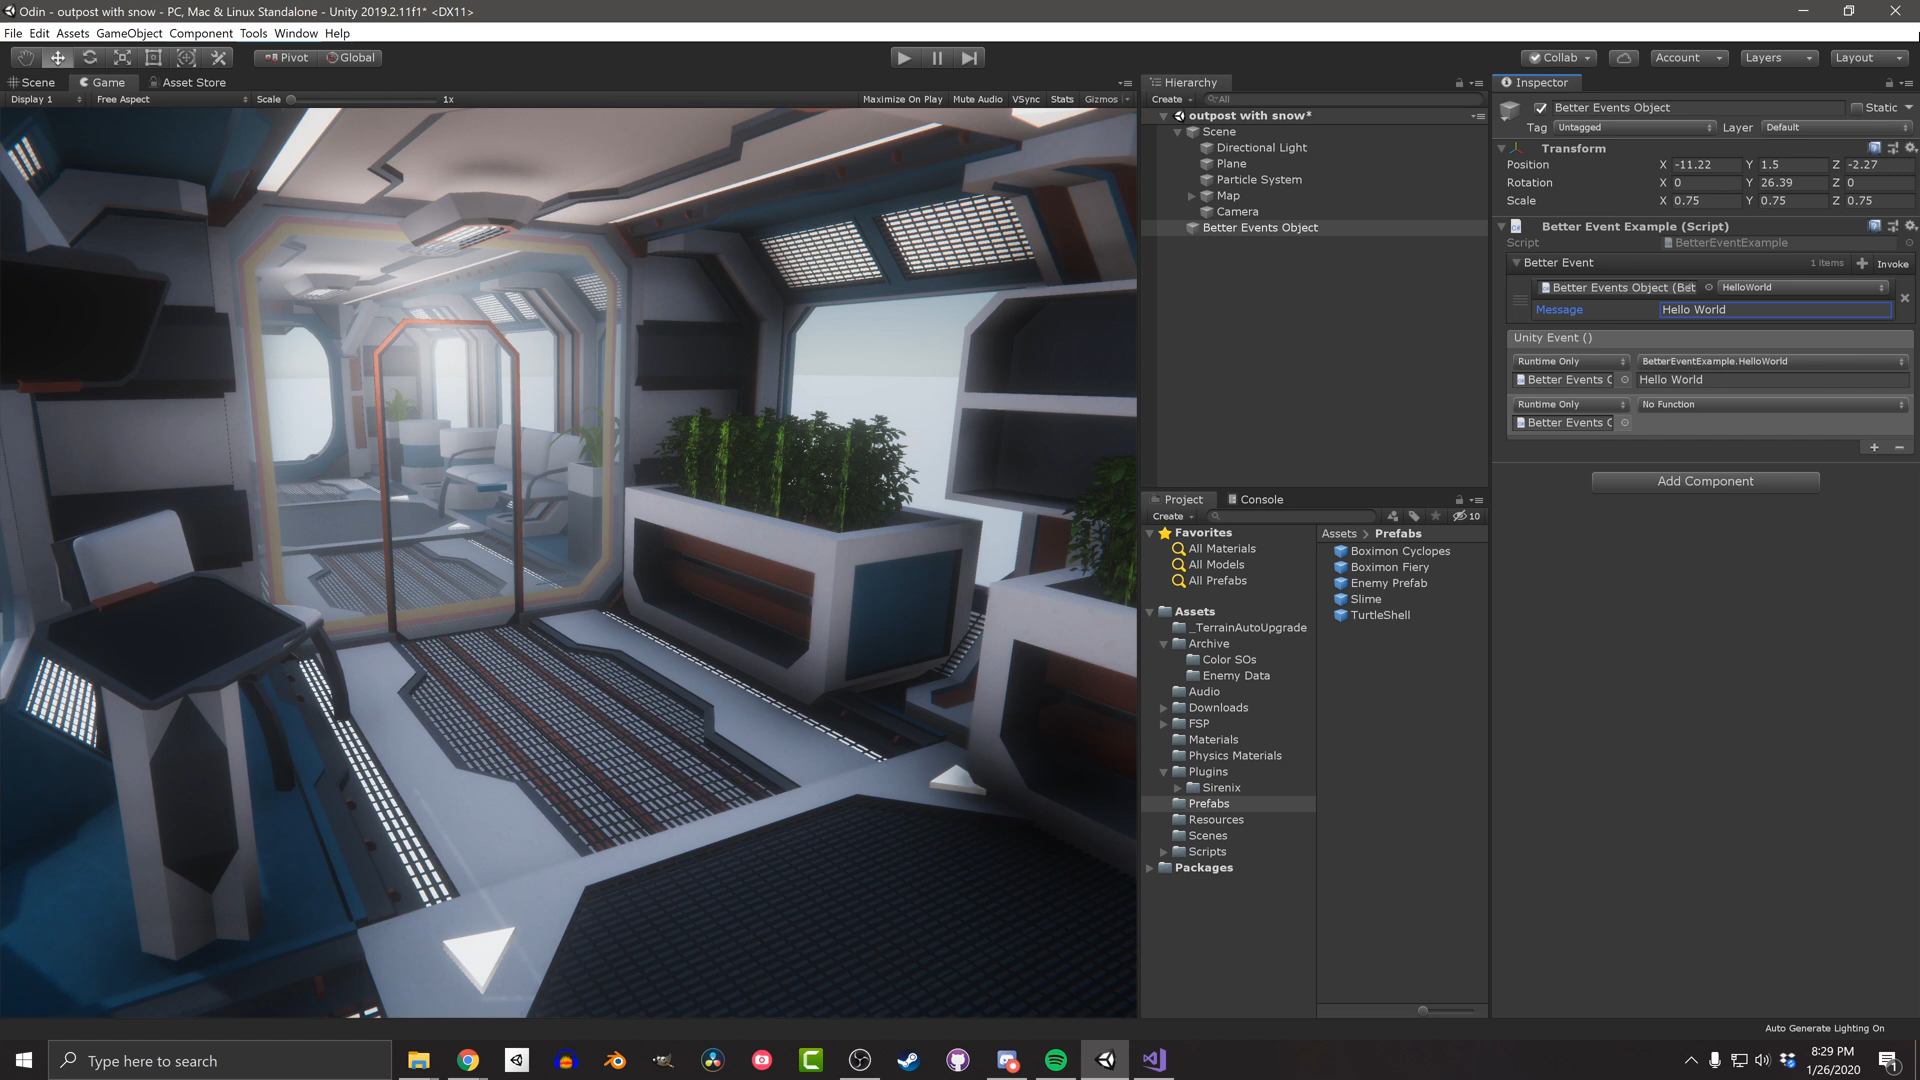 Odin - outpost with snow - PC, Mac & Linux Standalone - Unity 2019.2.11f1* <DX11>
File Edit Assets GameObject Component Tools Window Help
Pivot Global
Collab Account Layers Layout
Scene Game Asset Store
Display 1 Free Aspect Scale 1x Maximize On Play Mute Audio VSync Stats Gizmos
Hierarchy
Create All
outpost with snow*
Scene
Directional Light
Plane
Particle System
Map
Camera
Better Events Object
Project Console
Create 10
Favorites
All Materials
All Models
All Prefabs
Assets
_TerrainAutoUpgrade
Archive
Color SOs
Enemy Data
Audio
Downloads
FSP
Materials
Physics Materials
Plugins
Sirenix
Prefabs
Resources
Scenes
Scripts
Packages
Assets Prefabs
Boximon Cyclopes
Boximon Fiery
Enemy Prefab
Slime
TurtleShell
Inspector
Better Events Object Static
Tag Untagged Layer Default
Transform
Position X -11.22 Y 1.5 Z -2.27
Rotation X 0 Y 26.39 Z 0
Scale X 0.75 Y 0.75 Z 0.75
Better Event Example (Script)
Script BetterEventExample
Better Event 1 items Invoke
Better Events Object (Bet HelloWorld
Message Hello World
Unity Event ()
Runtime Only BetterEventExample.HelloWorld
Better Events Hello World
Runtime Only No Function
Better Events
Add Component
Auto Generate Lighting On
Type here to search
8:29 PM
1/26/2020
1